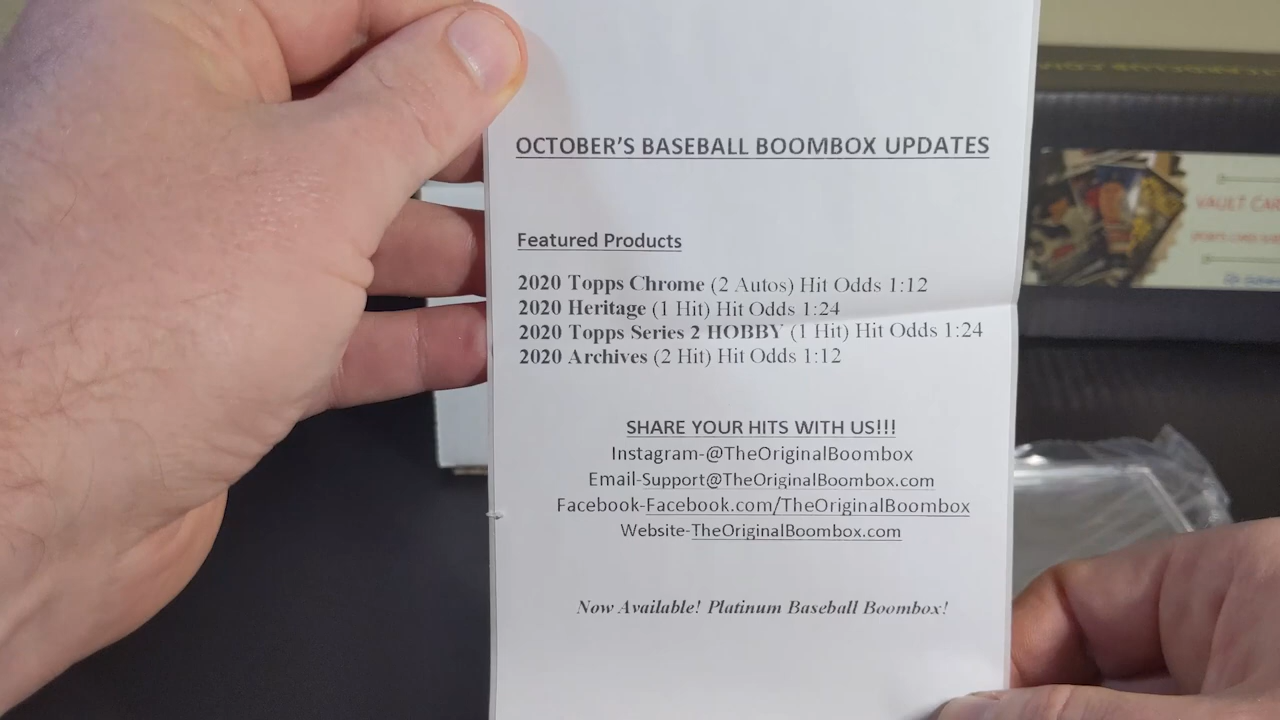 OCTOBER'S BASEBALL BOOMBOX UPDATES
Featured Products
2020 Topps Chrome (2 Autos) Hit Odds 1:12
2020 Heritage (1 Hit) Hit Odds 1:24
2020 Topps Series 2 HOBBY (1 Hit) Hit Odds 1:24
2020 Archives (2 Hit) Hit Odds 1:12
SHARE YOUR HITS WITH US!!!
Instagram-@TheOriginalBoombox
Email-Support@TheOriginalBoombox.com
Facebook-Facebook.com/TheOriginalBoombox
Website-TheOriginalBoombox.com
Now Available! Platinum Baseball Boombox!
VAULT CAR